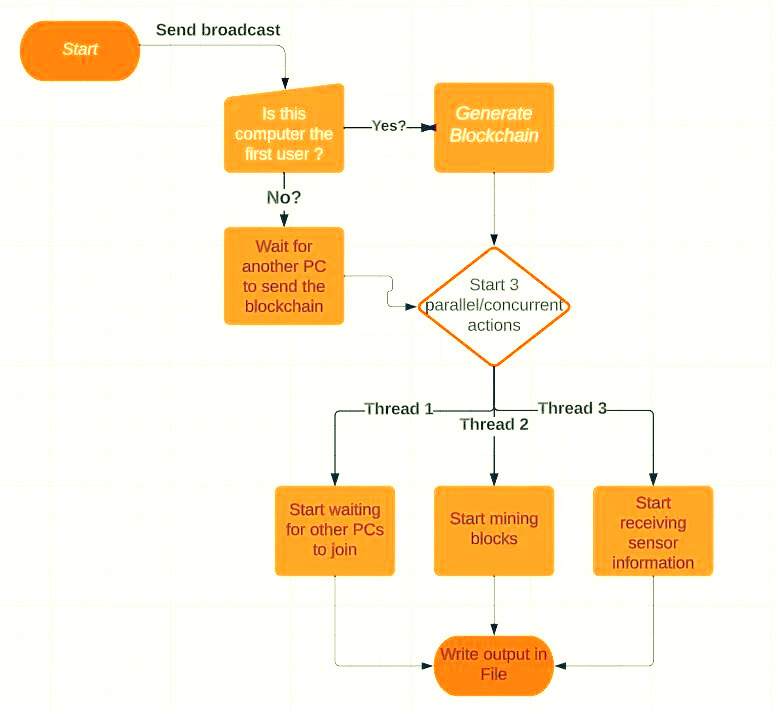 Start
Send broadcast
Is this
computer the
first user ?
Yes?
Generate
Blockchain
No?
Wait for
another PC
to send the
blockchain
Start 3
parallel/concurrent
actions
Thread 1
Thread 2
Thread 3
Start waiting
for other PCs
to join
Start mining
blocks
Start
receiving
sensor
information
Write output in
File